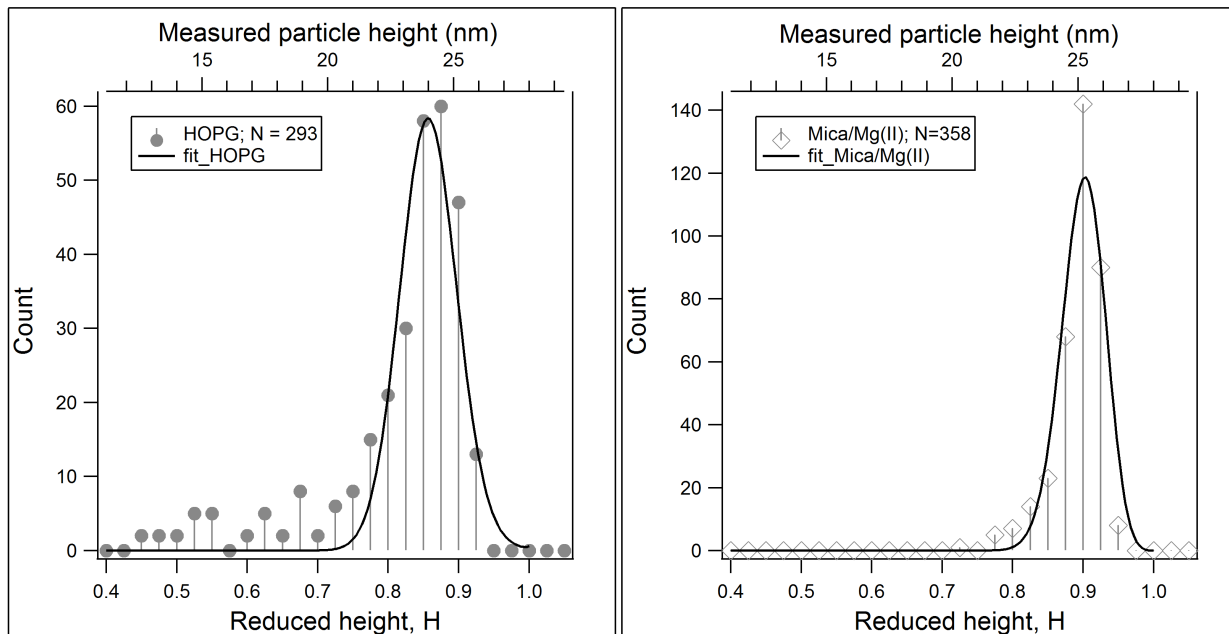 Measured particle height (nm)
15 20 25
60
50
40
30
20
10
0
Count
HOPG; N = 293
fit_HOPG
0.4 0.5 0.6 0.7 0.8 0.9 1.0
Reduced height, H
Measured particle height (nm)
15 20 25
140
120
100
80
60
40
20
0
Count
Mica/Mg(II); N=358
fit_Mica/Mg(II)
0.4 0.5 0.6 0.7 0.8 0.9 1.0
Reduced height, H